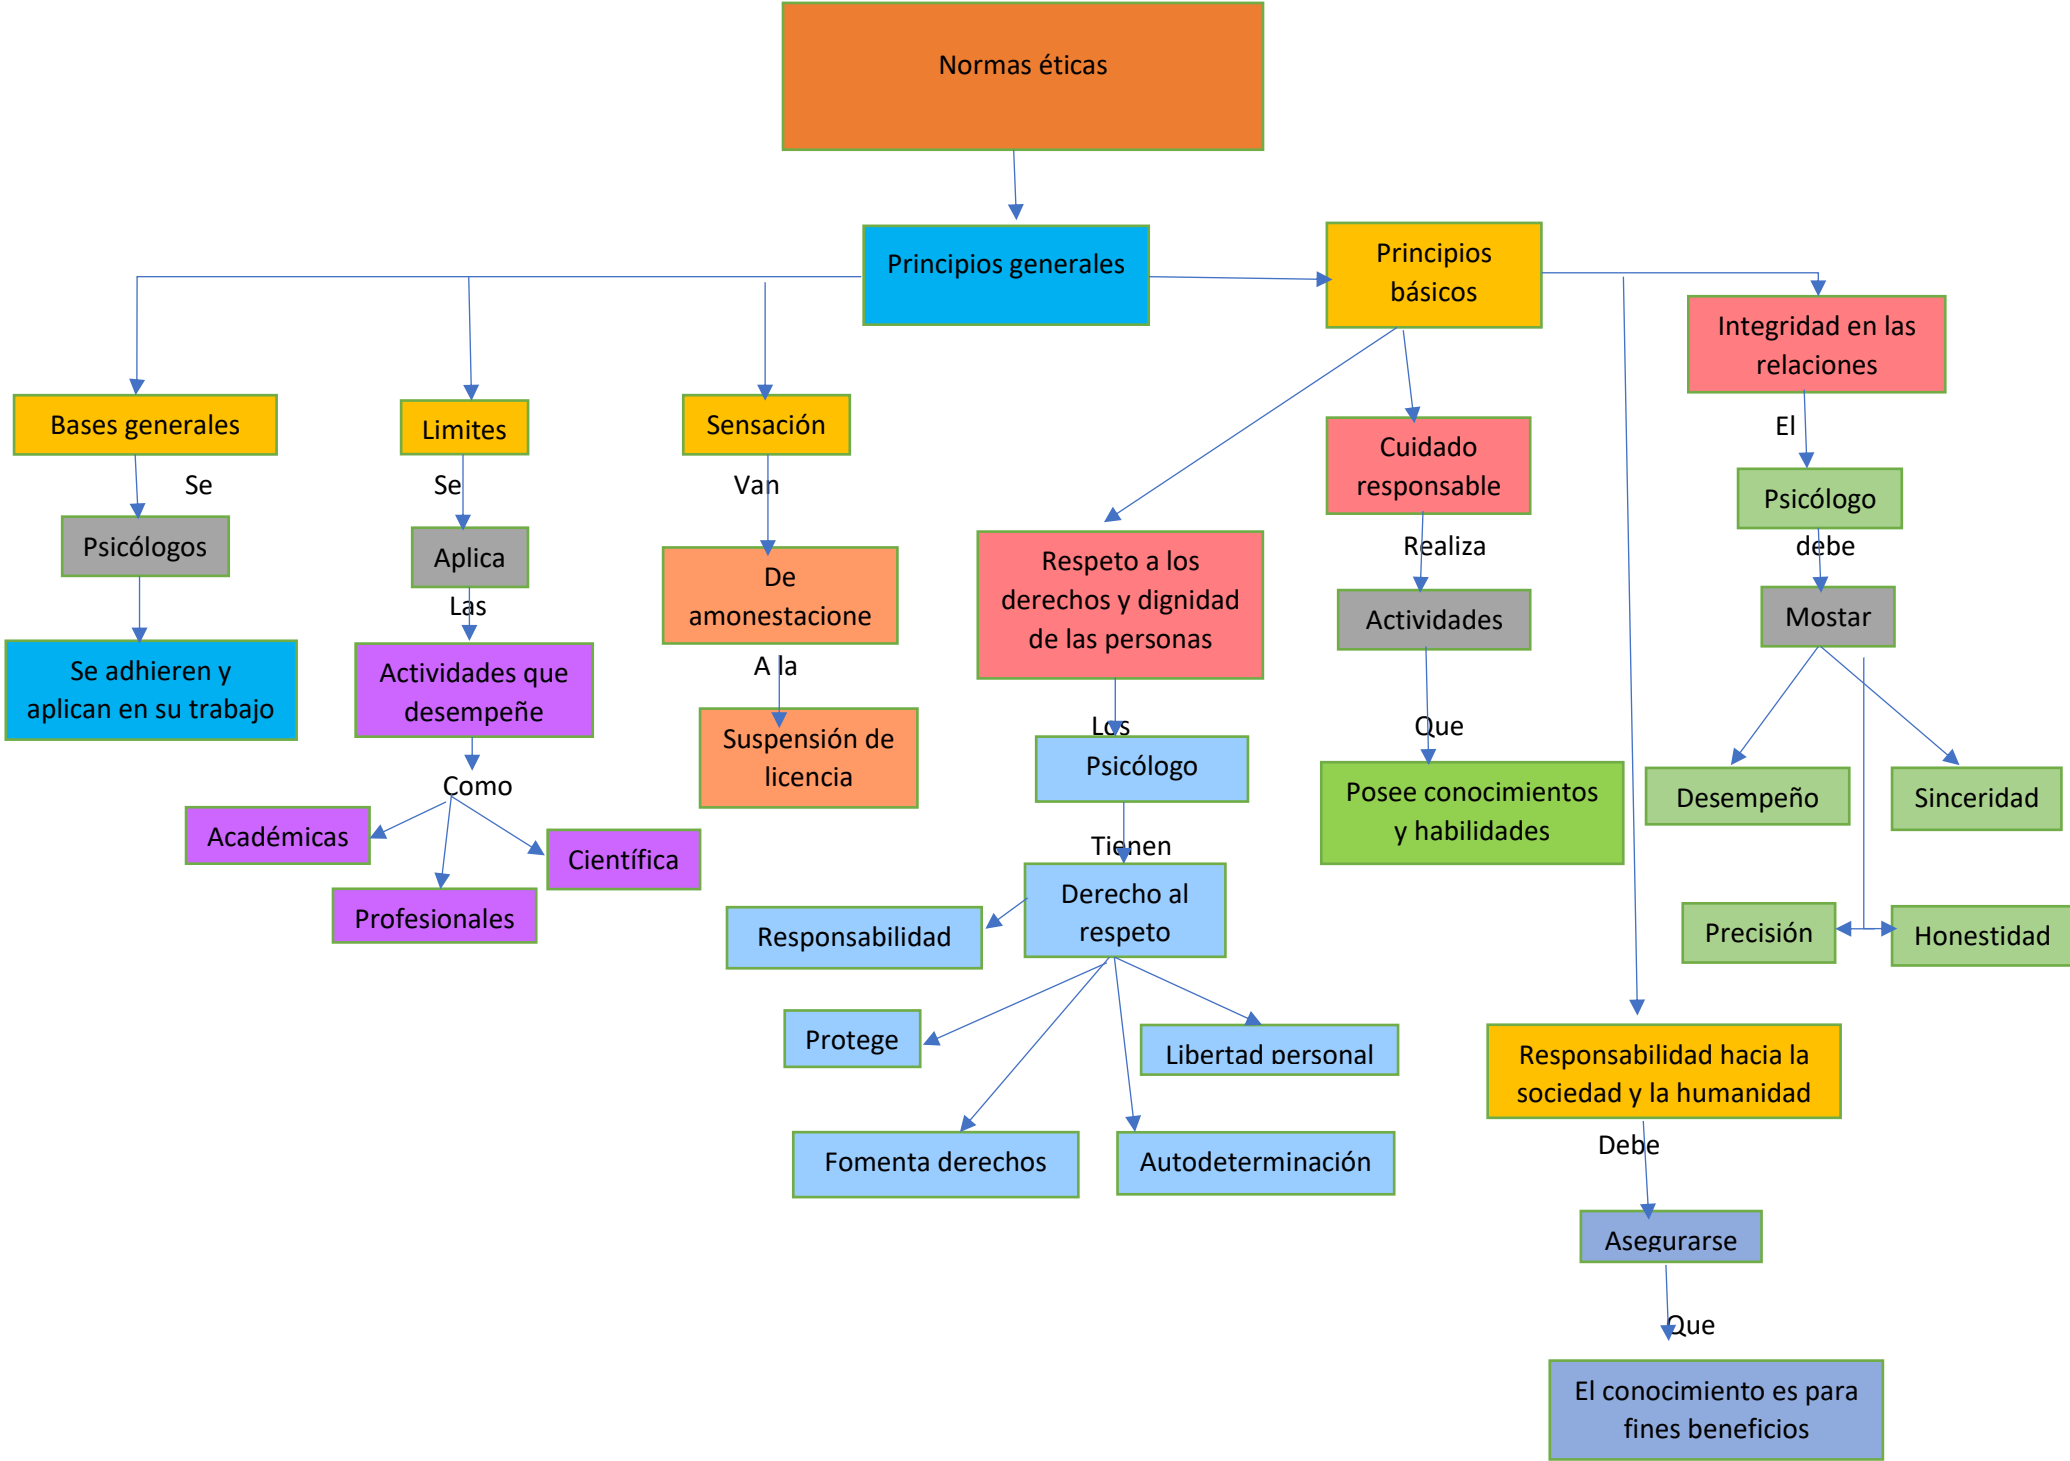 Normas éticas
Principios generales
Principios
básicos
Integridad en las
relaciones
Bases generales
Limites
Sensación
Cuidado
responsable
El
Se
Se
Van
Psicólogo
Psicólogos
Aplica
De
amonestacione
Respeto a los
derechos y dignidad
de las personas
Realiza
debe
Las
Actividades
Mostar
Se adhieren y
aplican en su trabajo
Actividades que
desempeñe
A la
Suspensión de
licencia
Los
Que
Psicólogo
Posee conocimientos
y habilidades
Desempeño
Sinceridad
Como
Académicas
Científica
Profesionales
Tienen
Derecho al
respeto
Responsabilidad
Precisión
Honestidad
Protege
Libertad personal
Responsabilidad hacia la
sociedad y la humanidad
Fomenta derechos
Autodeterminación
Debe
Asegurarse
Que
El conocimiento es para
fines beneficios